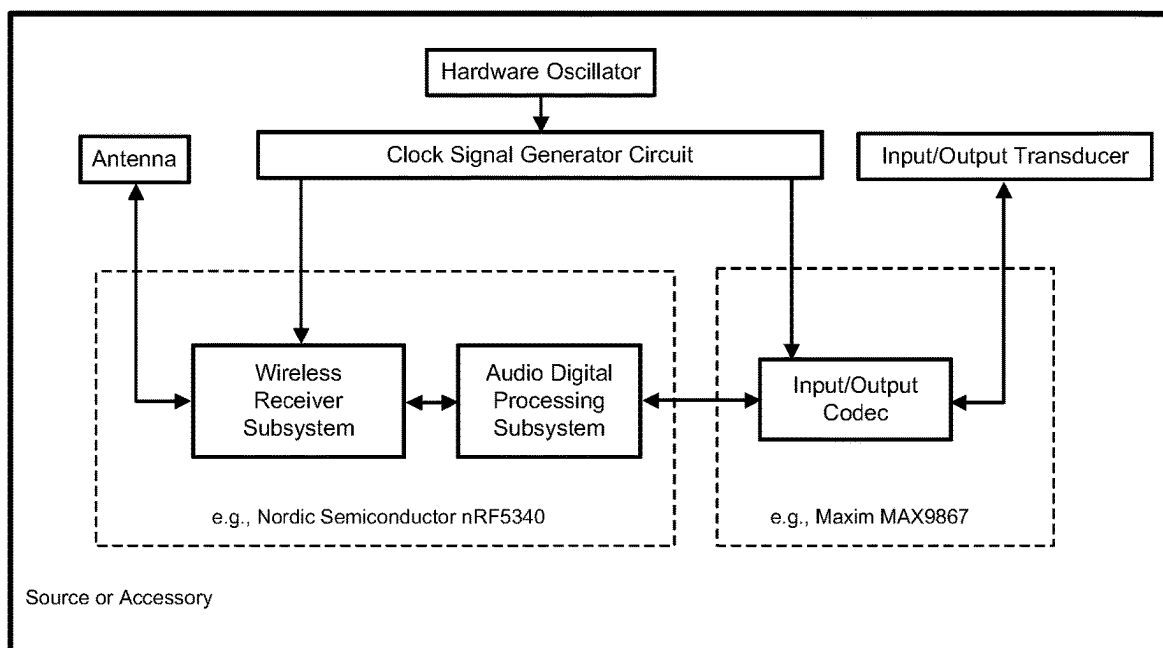 Hardware Oscillator
Antenna
Clock Signal Generator Circuit
Input/Output Transducer
Wireless
Receiver
Subsystem
Audio Digital
Processing
Subsystem
Input/Output
Codec
e.g., Nordic Semiconductor nRF5340
e.g., Maxim MAX9867
Source or Accessory